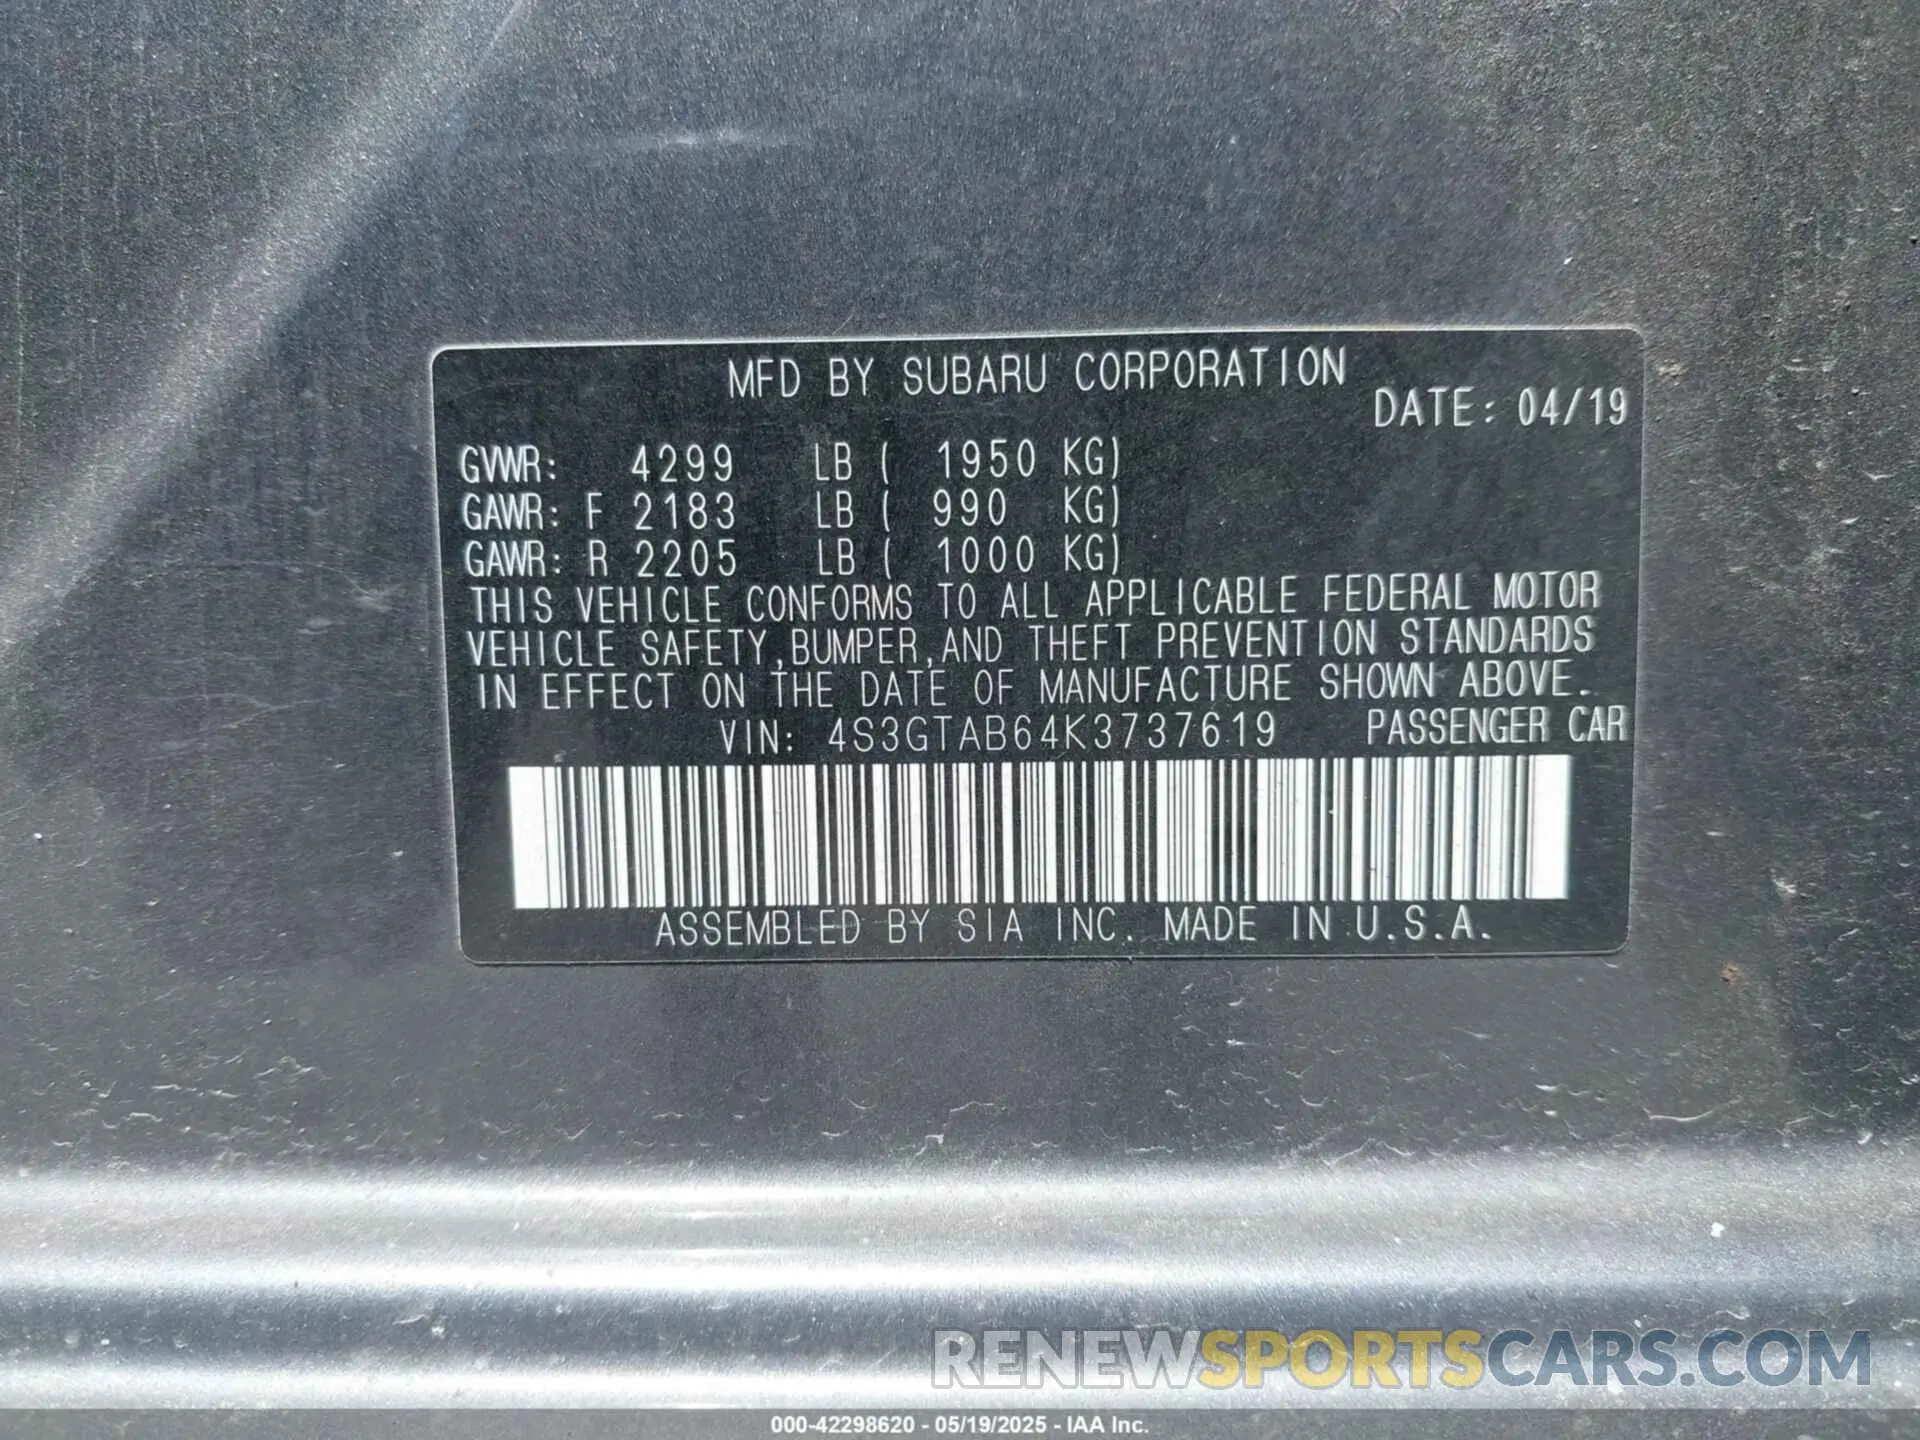 MFD BY SUBARU CORPORATION
DATE: 04/19
GVWR: 4299 LB ( 1950 KG)
GAWR: F 2183 LB ( 990 KG)
GAWR: R 2205 LB ( 1000 KG)
THIS VEHICLE CONFORMS TO ALL APPLICABLE FEDERAL MOTOR
VEHICLE SAFETY,BUMPER,AND THEFT PREVENTION STANDARDS
IN EFFECT ON THE DATE OF MANUFACTURE SHOWN ABOVE.
VIN: 4S3GTAB64K3737619 PASSENGER CAR
ASSEMBLED BY SIA INC. MADE IN U.S.A.
RENEWSPORTSCARS.COM
000-42298620 - 05/19/2025 - IAA Inc.